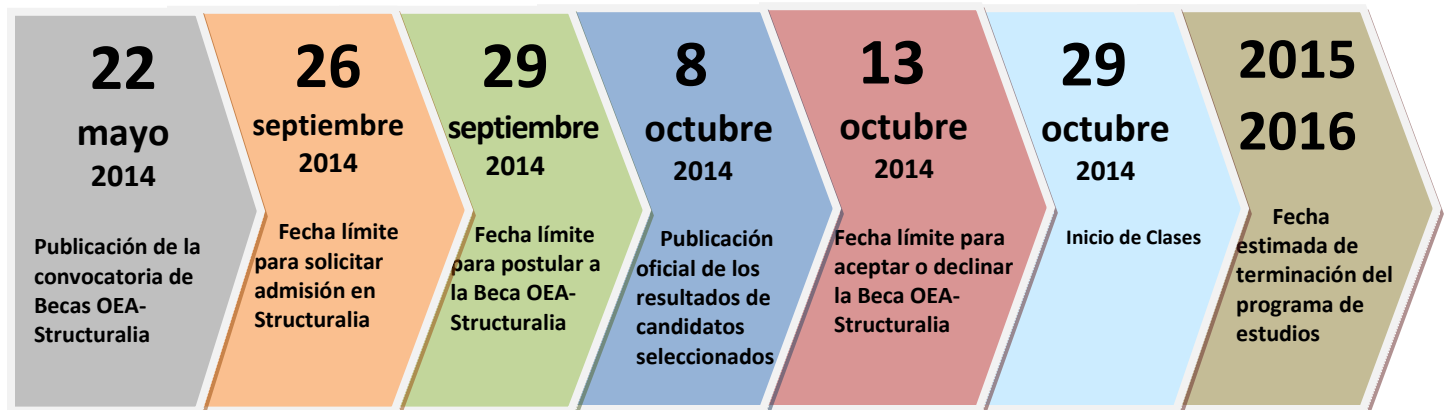 22
mayo
2014
Publicación de la
convocatoria de
Becas OEA-
Structuralia
26
septiembre
2014
Fecha límite
para solicitar
admisión en
Structuralia
29
septiembre
2014
Fecha límite
para postular a
la Beca OEA-
Structuralia
8
octubre
2014
Publicación
oficial de los
resultados de
candidatos
seleccionados
13
octubre
2014
Fecha límite para
aceptar o declinar
la Beca OEA-
Structuralia
29
octubre
2014
Inicio de Clases
2015
2016
Fecha
estimada de
terminación del
programa de
estudios